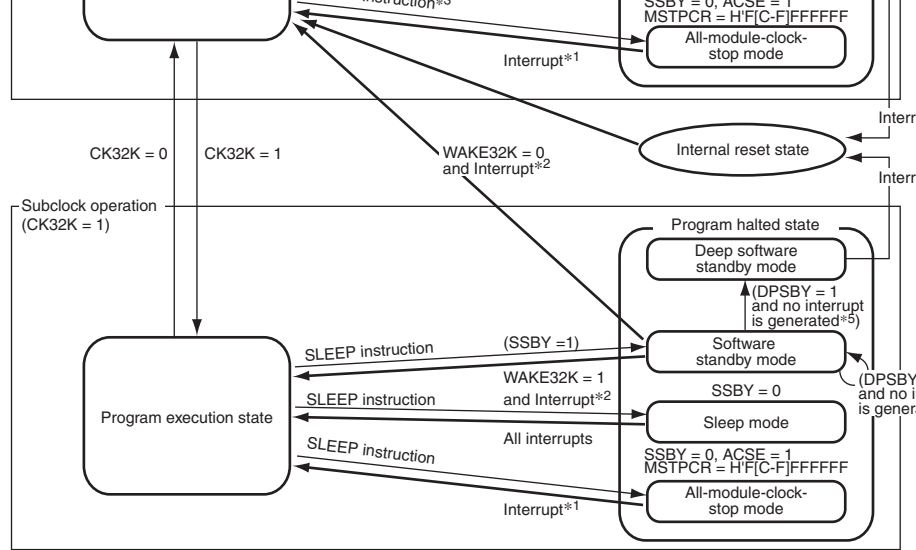 Instruction*3
SSBY = 0, ACSE = 1
MSTPCR = H'F[C-F]FFFFFF
All-module-clock-
stop mode
Interrupt*1
CK32K = 0
CK32K = 1
WAKE32K = 0
and Interrupt*2
Internal reset state
Interr
Interr
Subclock operation
(CK32K = 1)
Program halted state
Deep software
standby mode
(DPSBY = 1
and no interrupt
is generated*5)
SLEEP instruction
(SSBY =1)
Software
standby mode
WAKE32K = 1
and Interrupt*2
(DPSBY
and no i
is gener
SSBY = 0
SLEEP instruction
Program execution state
Sleep mode
All interrupts
SLEEP instruction
SSBY = 0, ACSE = 1
MSTPCR = H'F[C-F]FFFFFF
All-module-clock-
stop mode
Interrupt*1